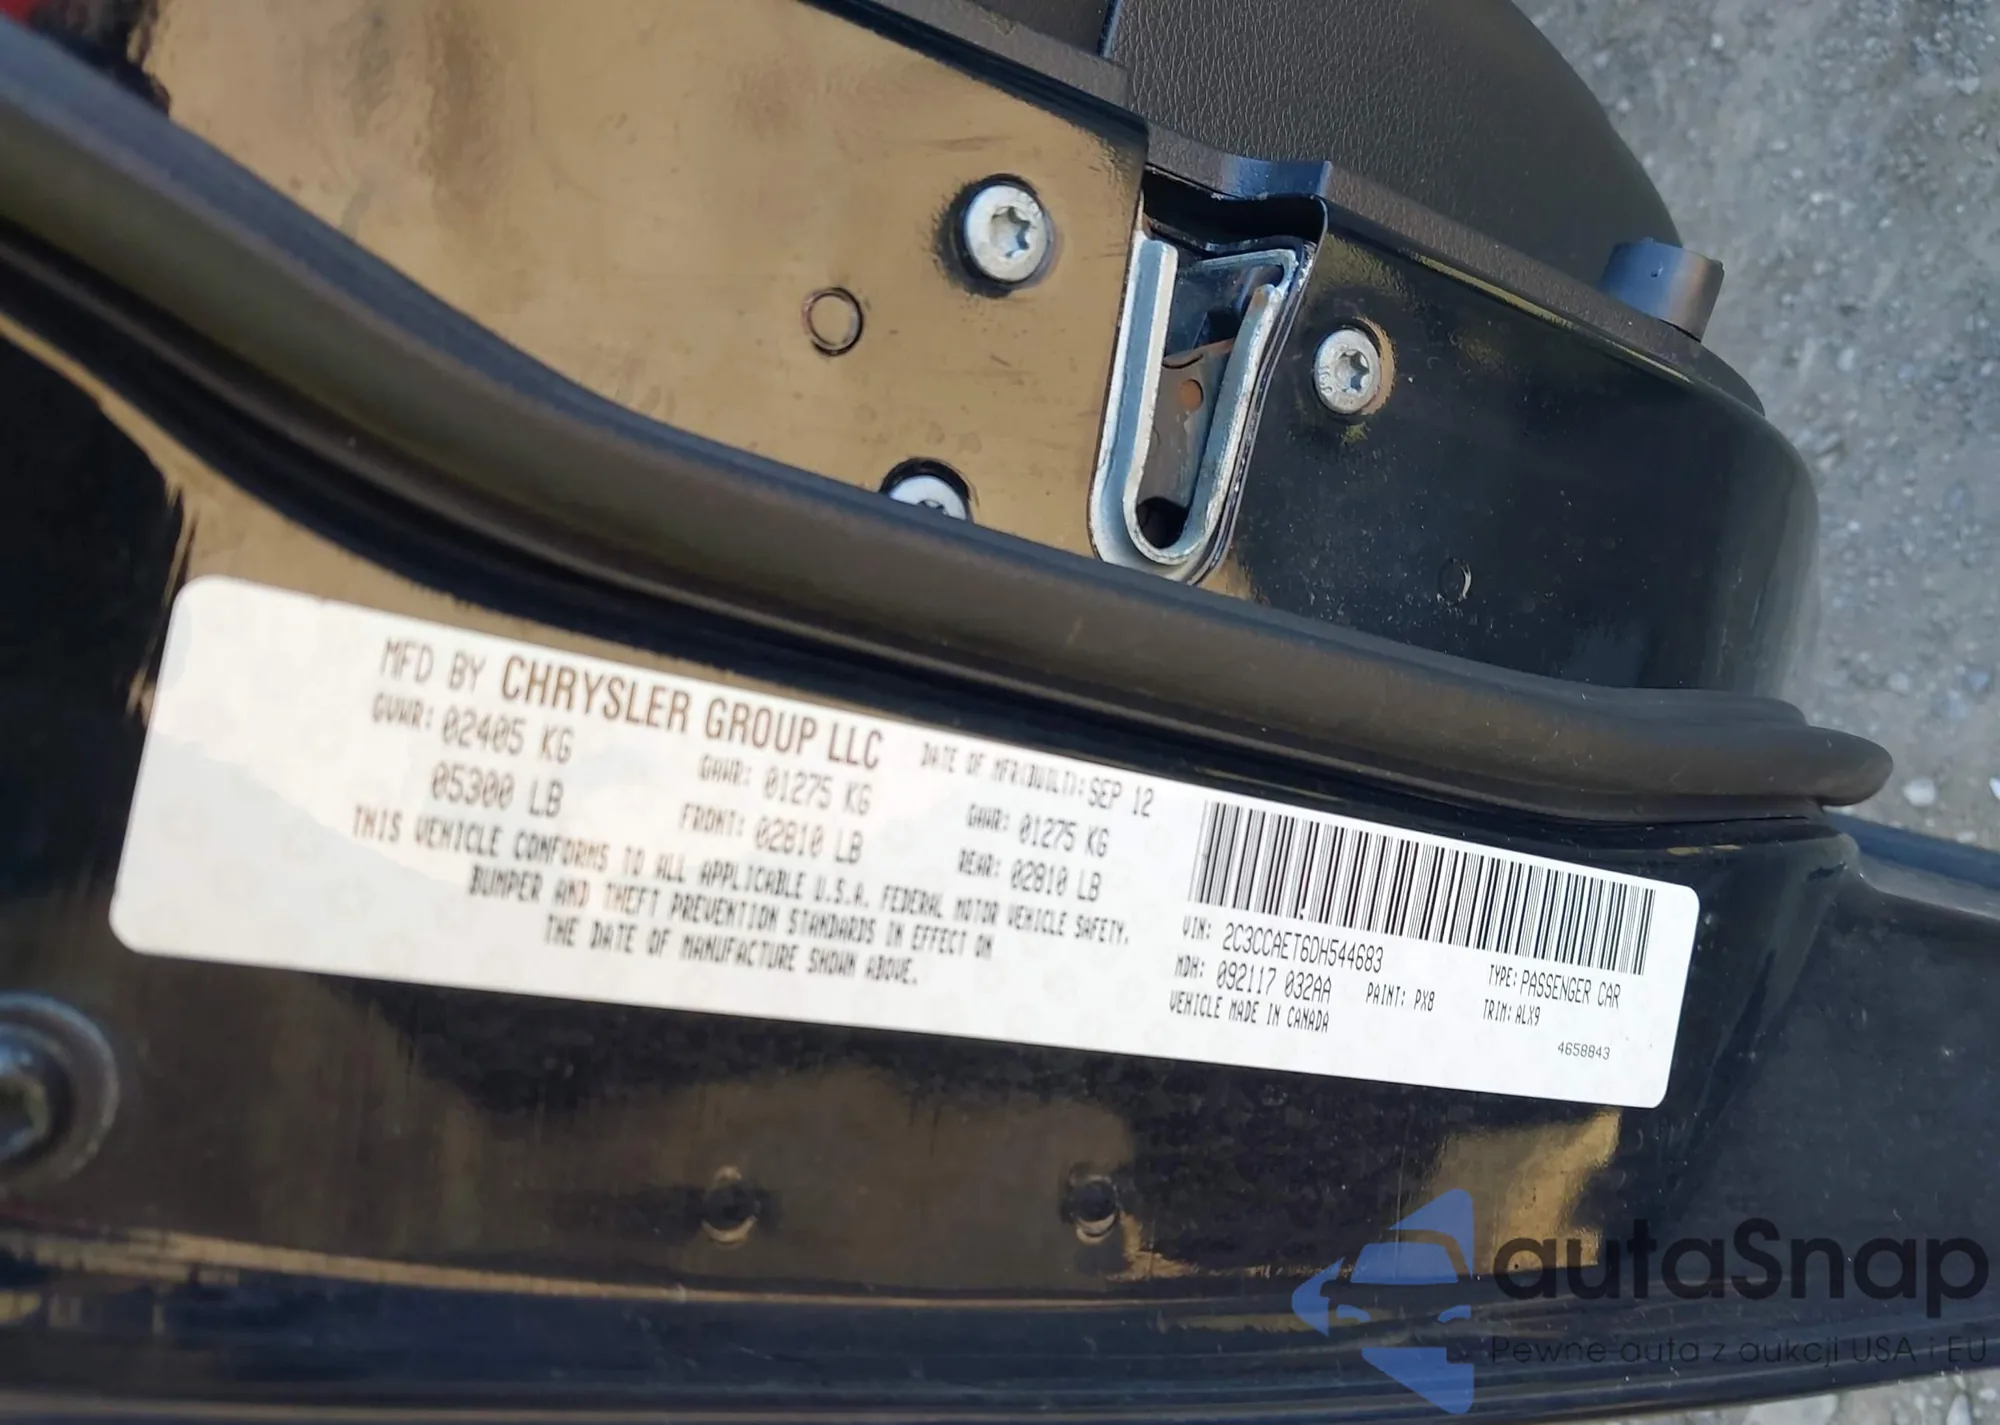 MFD BY CHRYSLER GROUP LLC DATE OF MFR(BUILT): SEP 12
GVWR: 02405 KG GAWR: 01275 KG GAWR: 01275 KG
05300 LB FRONT: 02810 LB REAR: 02810 LB
THIS VEHICLE CONFORMS TO ALL APPLICABLE U.S.A. FEDERAL MOTOR VEHICLE SAFETY,
BUMPER AND THEFT PREVENTION STANDARDS IN EFFECT ON
THE DATE OF MANUFACTURE SHOWN ABOVE.
VIN: 2C3CCAET6DH544683 TYPE: PASSENGER CAR
MDH: 092117 032AA PAINT: PX8 TRIM: ALX9
VEHICLE MADE IN CANADA
4658843
autaSnap
Pewne auta z aukcji USA i EU